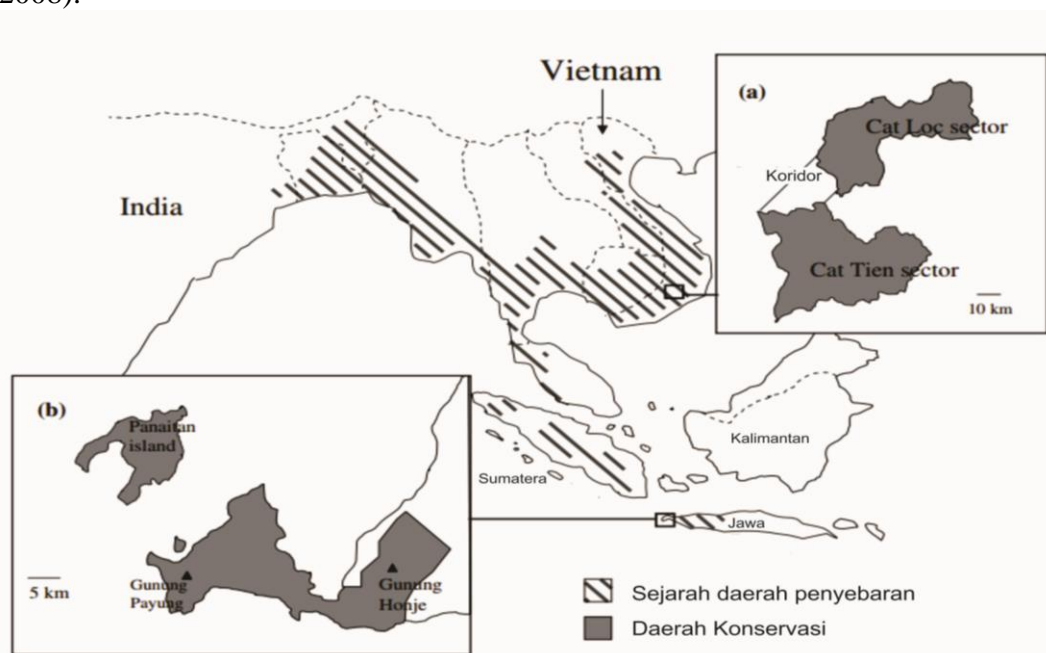 2008).
Vietnam
(a)
Cat Loc sector
Koridor
India
Cat Tien sector
10 km
(b)
Panaitan
island
Kalimantan
Sumatera
Jawa
5 km
Gunung
Payung
Gunung
Honje
Sejarah daerah penyebaran
Daerah Konservasi